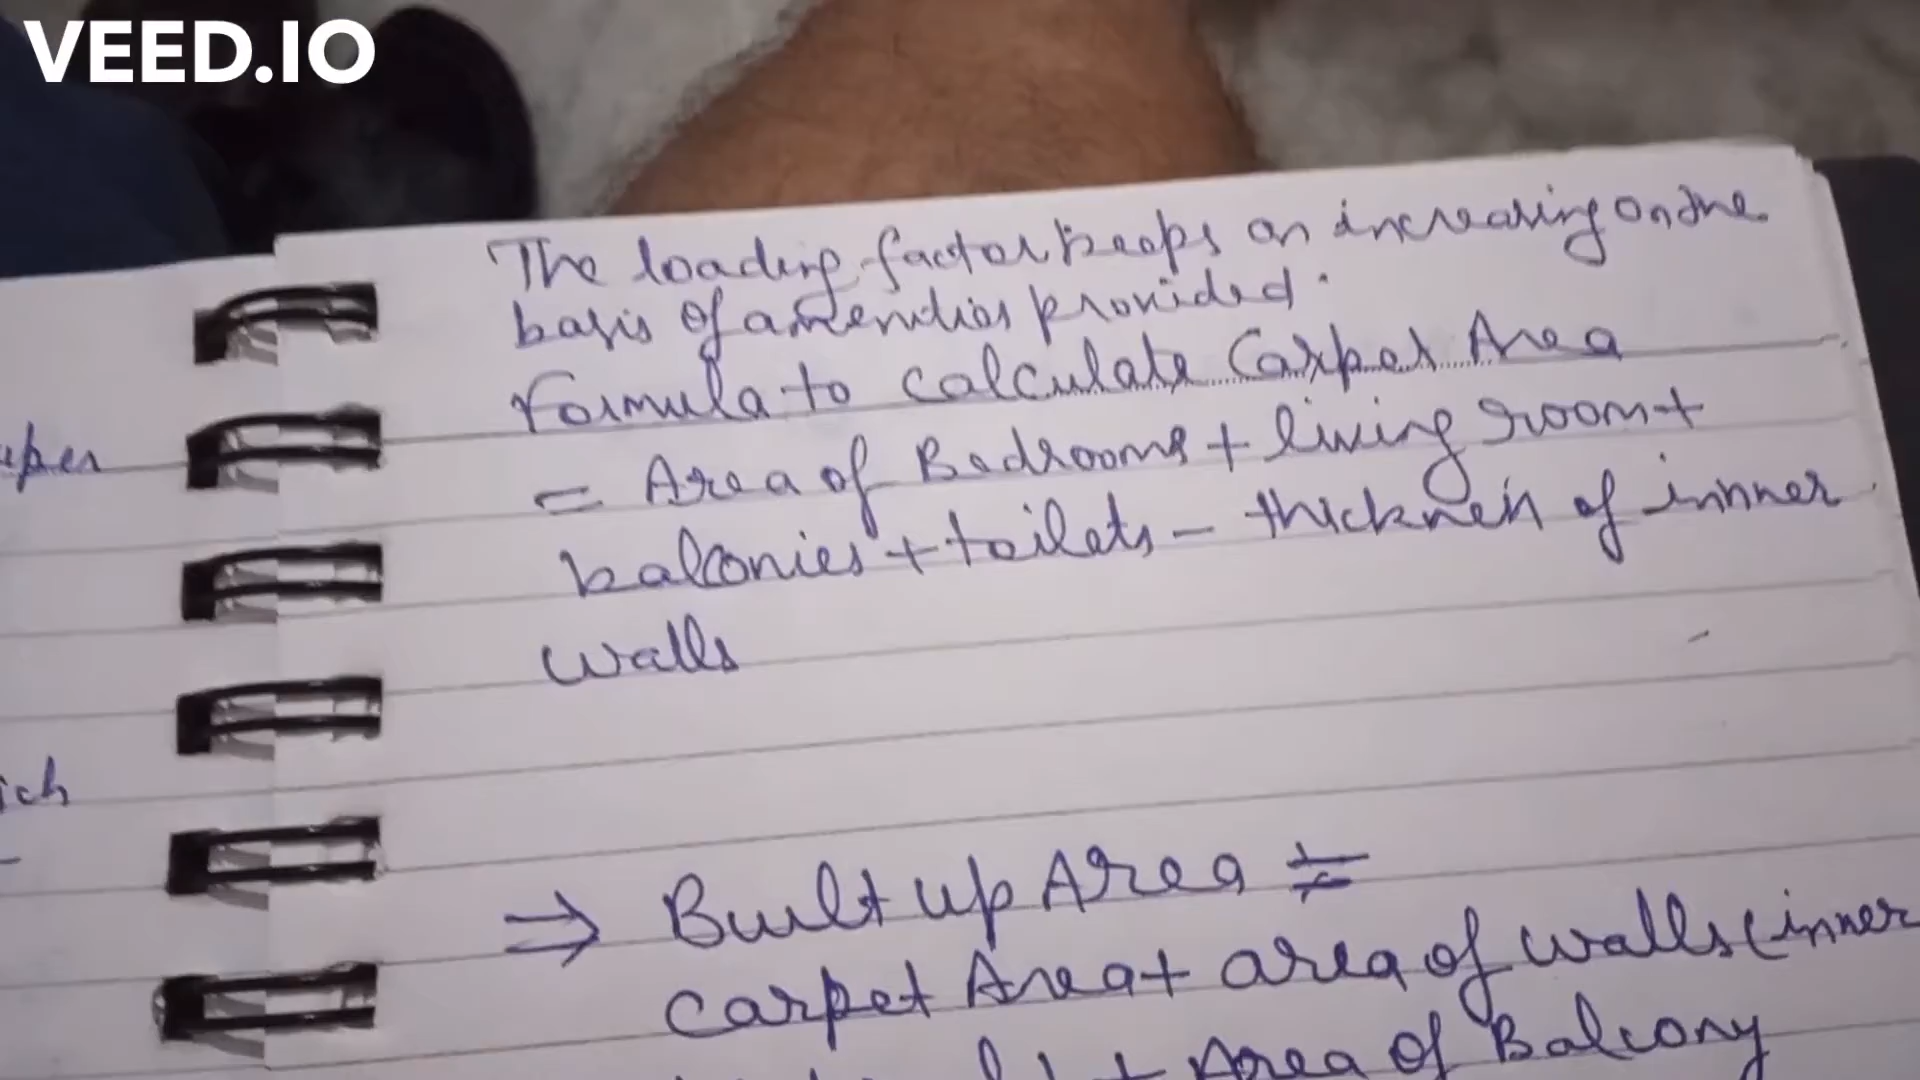 VEED.IO
The loading factor keeps on increasing on the
basis of amenities provided.
Formula to calculate Carpet Area
= Area of Bedrooms + living room +
balconies + toilets - thickness of inner
walls
⇒ Built up Area =
Carpet Area + area of walls (inner
+ Area of Balcony
ich